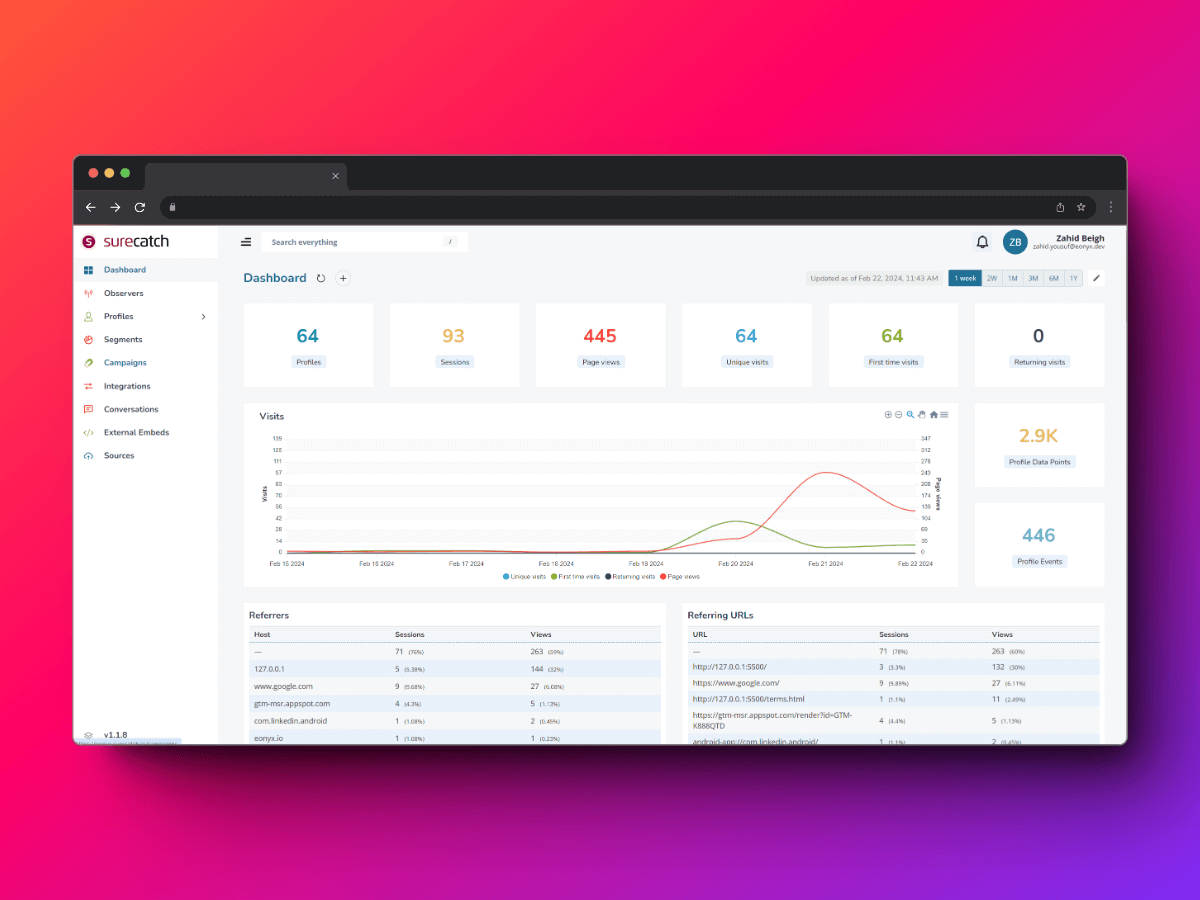 surecatch
Search everything /
ZB
Zahid Beigh
zahid.yousuf@eonyx.dev
Dashboard
Observers
Profiles
Segments
Campaigns
Integrations
Conversations
External Embeds
Sources
v1.1.8
Dashboard
Updated as of Feb 22, 2024, 11:43 AM
1 week 2W 1M 3M 6M 1Y
64
Profiles
93
Sessions
445
Page views
64
Unique visits
64
First time visits
0
Returning visits
Visits
139 347
125 312
111 278
97 243
83 208
70 174
56 139
42 104
28 69
14 35
0 0
Visits
Page views
Feb 15 2024 Feb 16 2024 Feb 17 2024 Feb 18 2024 Feb 19 2024 Feb 20 2024 Feb 21 2024 Feb 22 2024
Unique visits First time visits Returning visits Page views
2.9K
Profile Data Points
446
Profile Events
Referrers
Host Sessions Views
— 71 (76%) 263 (59%)
127.0.0.1 5 (5.38%) 144 (32%)
www.google.com 9 (9.68%) 27 (6.08%)
gtm-msr.appspot.com 4 (4.3%) 5 (1.13%)
com.linkedin.android 1 (1.08%) 2 (0.45%)
eonyx.io 1 (1.08%) 1 (0.23%)
Referring URLs
URL Sessions Views
— 71 (78%) 263 (60%)
http://127.0.0.1:5500/ 3 (3.3%) 132 (30%)
https://www.google.com/ 9 (9.89%) 27 (6.11%)
http://127.0.0.1:5500/terms.html 1 (1.1%) 11 (2.49%)
https://gtm-msr.appspot.com/render?id=GTM-
K888QTD 4 (4.4%) 5 (1.13%)
android-app://com.linkedin.android/ 1 (1.1%) 2 (0.45%)